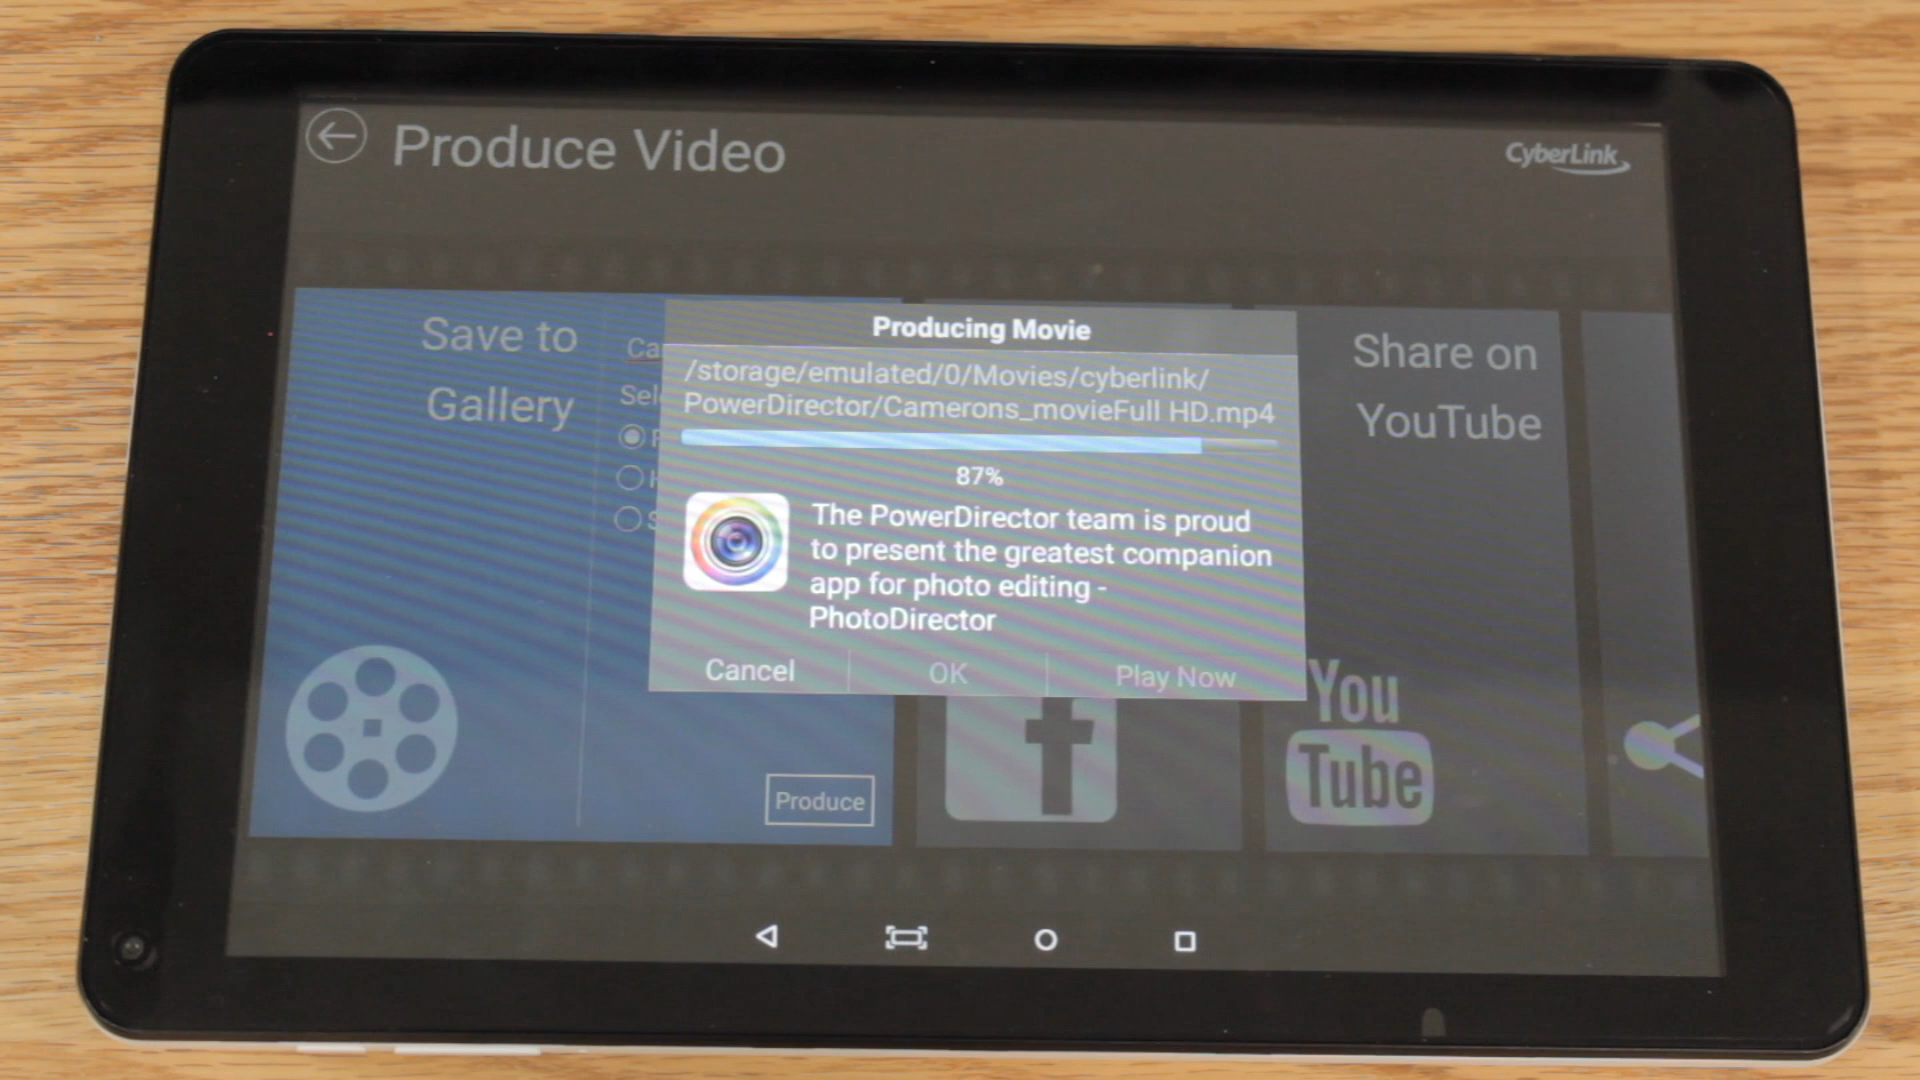 Produce Video
CyberLink
Save to
Gallery
Producing Movie
/storage/emulated/0/Movies/cyberlink/
PowerDirector/Camerons_movieFull HD.mp4
87%
The PowerDirector team is proud
to present the greatest companion
app for photo editing -
PhotoDirector
Cancel
OK
Play Now
Produce
Share on
YouTube
You
Tube